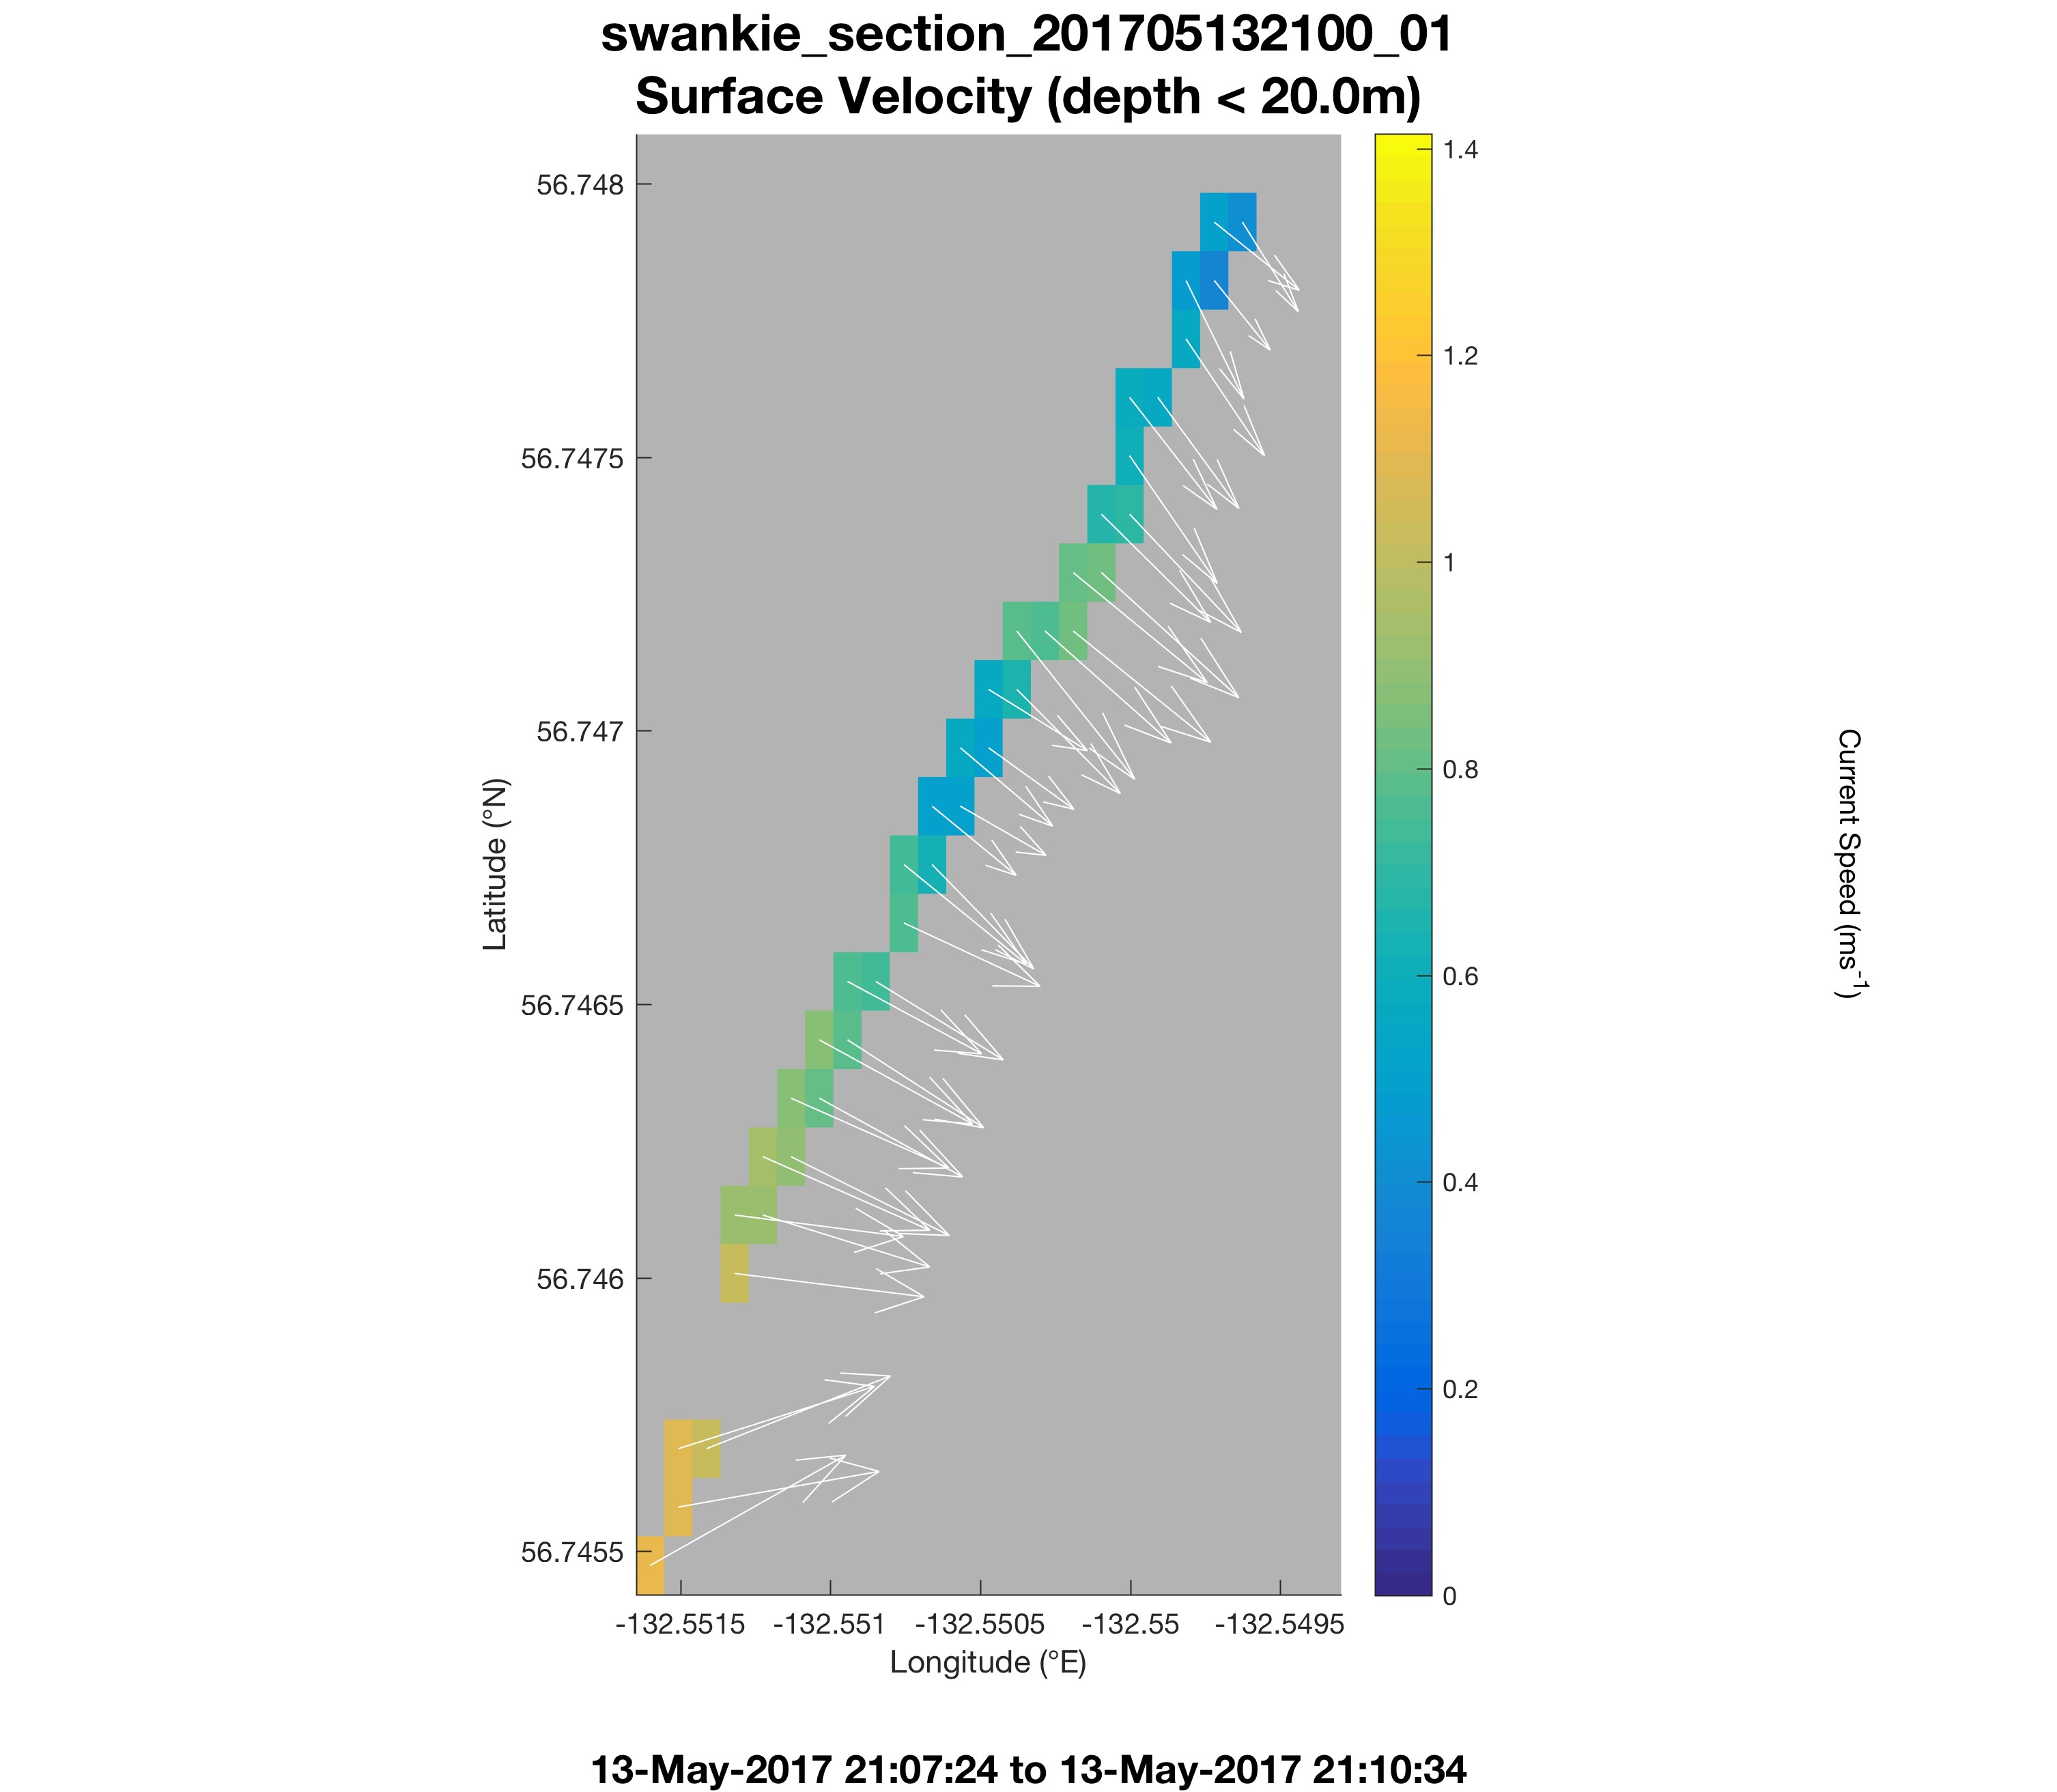 swankie_section_201705132100_01
Surface Velocity (depth < 20.0m)
56.748
56.7475
56.747
56.7465
56.746
56.7455
Latitude (°N)
-132.5515 -132.551 -132.5505 -132.55 -132.5495
Longitude (°E)
1.4
1.2
1
0.8
0.6
0.4
0.2
0
Current Speed (ms⁻¹)
13-May-2017 21:07:24 to 13-May-2017 21:10:34